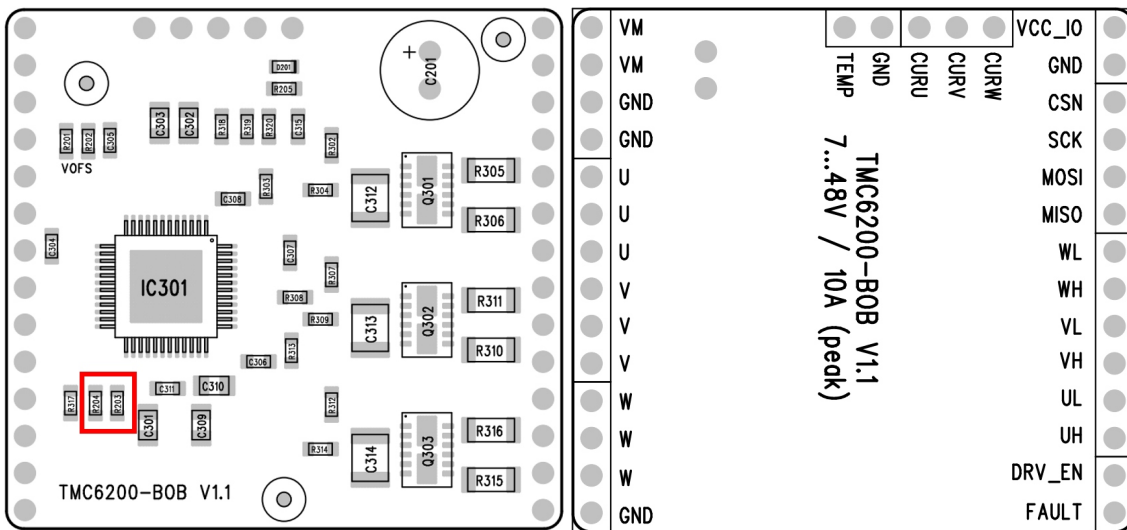 D201
R205
+
C201
C303
C302
R318
R319
R320
C315
R302
R201
R202
C305
VOFS
R303
R304
C308
C312
Q301
R305
R306
C304
IC301
C307
R307
R308
R309
R313
C306
C313
Q302
R311
R310
R317
R204
R203
C311
C310
C301
C309
R312
R314
C314
Q303
R316
R315
TMC6200-BOB V1.1
VM
VM
GND
GND
U
U
U
V
V
V
W
W
W
GND
TEMP
GND
CURU
CURV
CURW
TMC6200-BOB V1.1
7...48V / 10A (peak)
VCC_IO
GND
CSN
SCK
MOSI
MISO
WL
WH
VL
VH
UL
UH
DRV_EN
FAULT